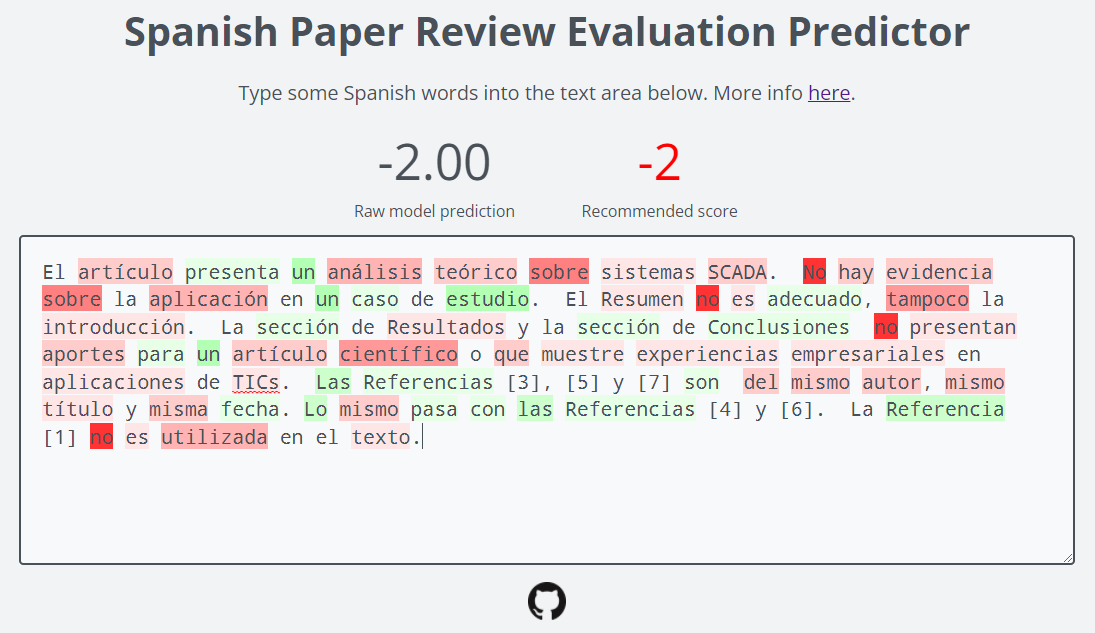 Spanish Paper Review Evaluation Predictor
Type some Spanish words into the text area below. More info here.
-2.00
-2
Raw model prediction
Recommended score
El artículo presenta un análisis teórico sobre sistemas SCADA. No hay evidencia
sobre la aplicación en un caso de estudio. El Resumen no es adecuado, tampoco la
introducción. La sección de Resultados y la sección de Conclusiones no presentan
aportes para un artículo científico o que muestre experiencias empresariales en
aplicaciones de TICs. Las Referencias [3], [5] y [7] son del mismo autor, mismo
título y misma fecha. Lo mismo pasa con las Referencias [4] y [6]. La Referencia
[1] no es utilizada en el texto.